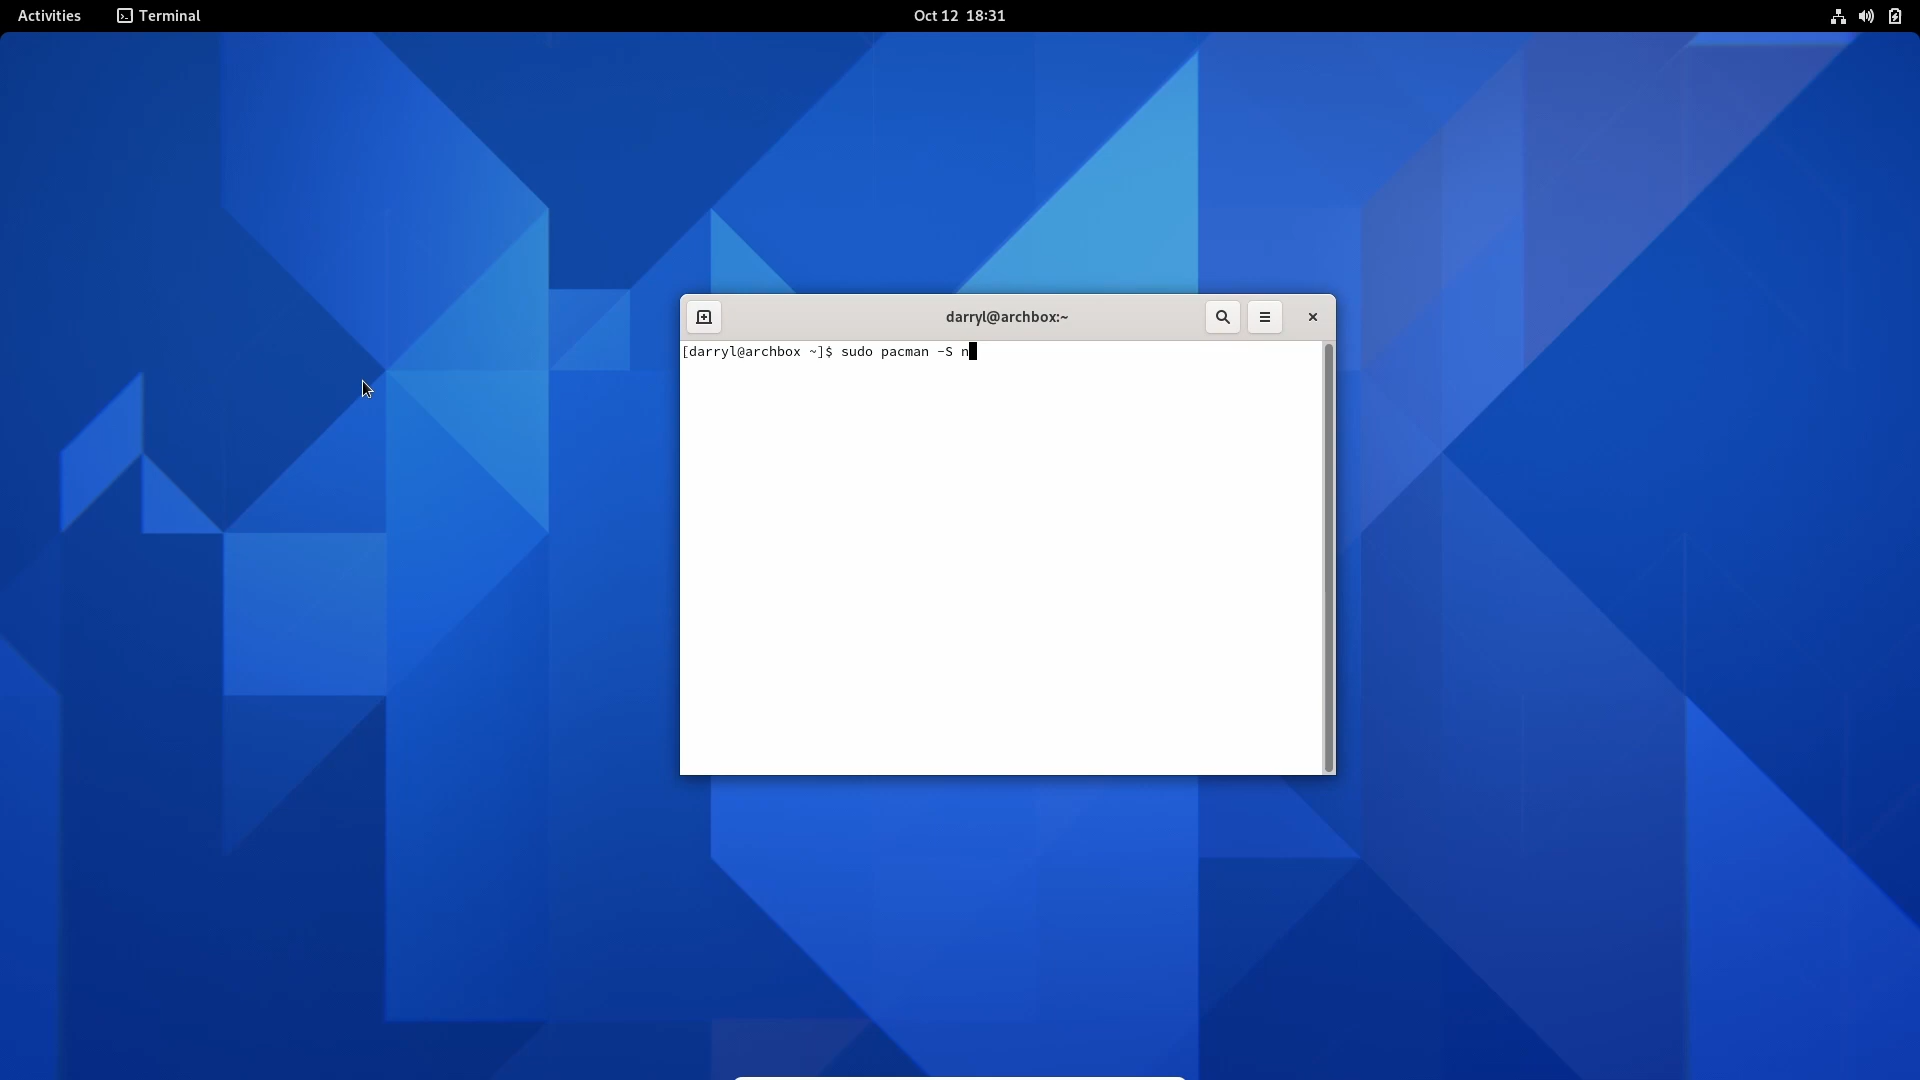 Activities
Terminal
Oct 12 18:31
darryl@archbox:~
[darryl@archbox ~]$ sudo pacman -S n